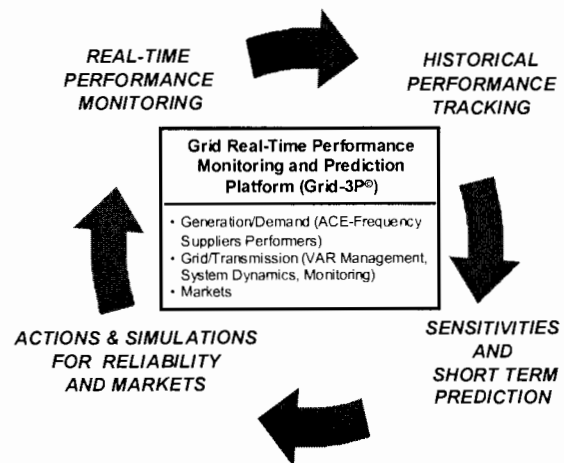 REAL-TIME
PERFORMANCE
MONITORING
HISTORICAL
PERFORMANCE
TRACKING
Grid Real-Time Performance
Monitoring and Prediction
Platform (Grid-3P©)
• Generation/Demand (ACE-Frequency
Suppliers Performers)
• Grid/Transmission (VAR Management,
System Dynamics, Monitoring)
• Markets
ACTIONS & SIMULATIONS
FOR RELIABILITY
AND MARKETS
SENSITIVITIES
AND
SHORT TERM
PREDICTION